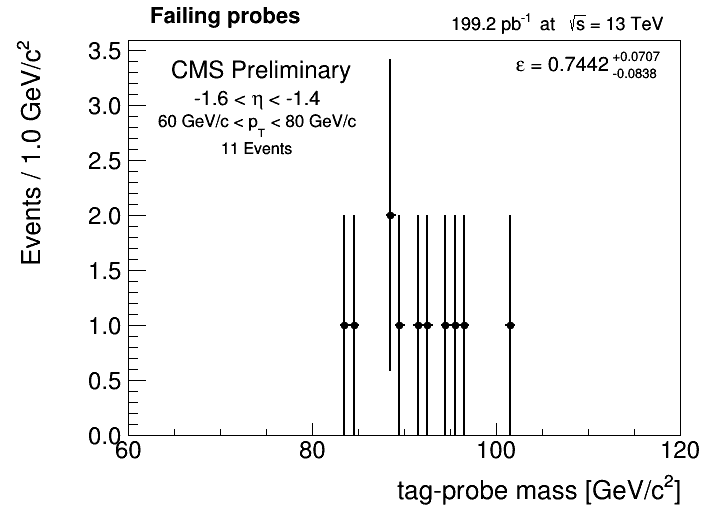 Failing probes
199.2 pb⁻¹ at √s = 13 TeV
CMS Preliminary
ε = 0.7442 +0.0707 -0.0838
-1.6 < η < -1.4
60 GeV/c < p_T < 80 GeV/c
11 Events
Events / 1.0 GeV/c²
3.5
3.0
2.5
2.0
1.5
1.0
0.5
0.0
60 80 100 120
tag-probe mass [GeV/c²]